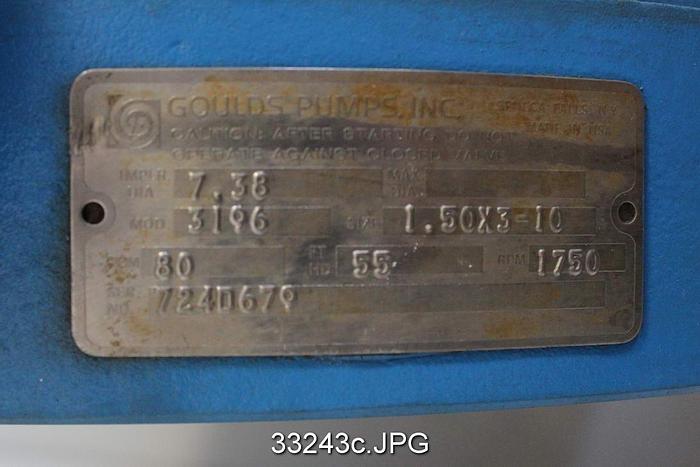 GOULDS PUMPS, INC. SENECA FALLS, N.Y.
MADE IN USA
CAUTION: AFTER STARTING, DO NOT
OPERATE AGAINST CLOSED VALVE
IMPLR DIA 7.38 MAX DIA.
MOD 3196 SIZE 1.50X3-10
GPM 80 FT HD 55 RPM 1750
SER. NO. 724D679
33243c.JPG